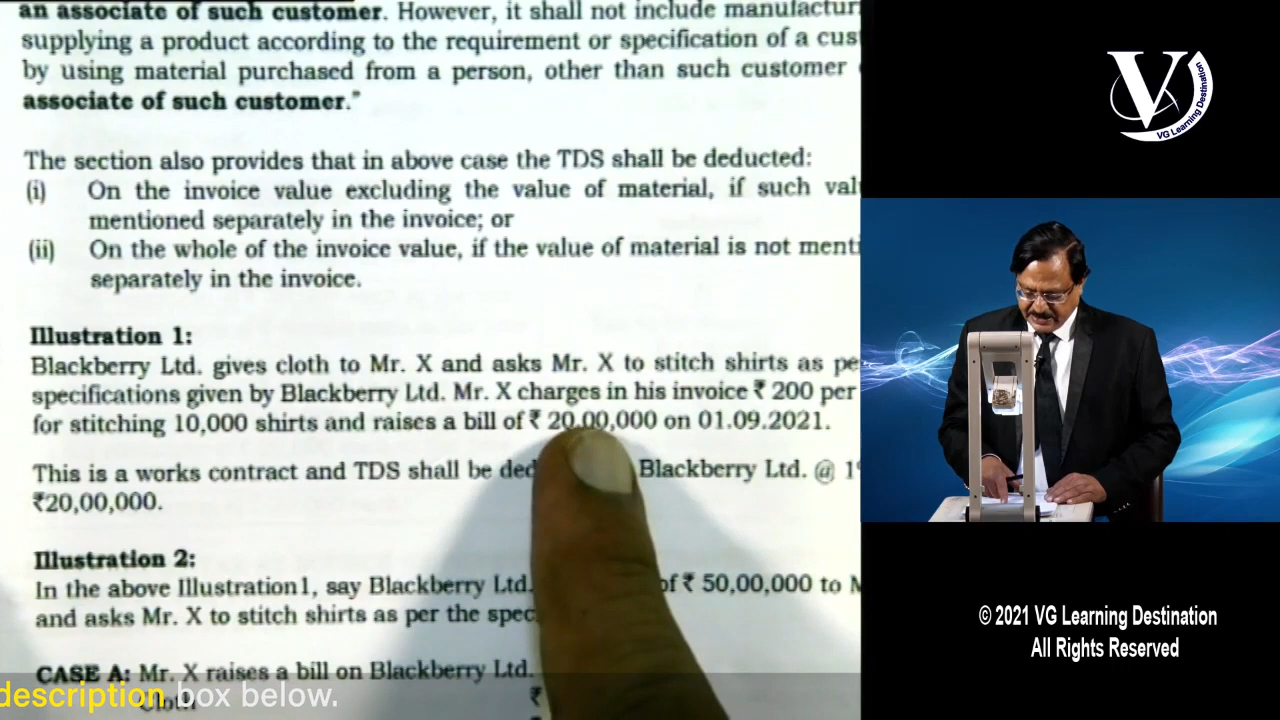 an associate of such customer. However, it shall not include manufacturi
supplying a product according to the requirement or specification of a cus
by using material purchased from a person, other than such customer
associate of such customer."
The section also provides that in above case the TDS shall be deducted:
(i) On the invoice value excluding the value of material, if such val
mentioned separately in the invoice; or
(ii) On the whole of the invoice value, if the value of material is not menti
separately in the invoice.
Illustration 1:
Blackberry Ltd. gives cloth to Mr. X and asks Mr. X to stitch shirts as pe
specifications given by Blackberry Ltd. Mr. X charges in his invoice ₹ 200 per
for stitching 10,000 shirts and raises a bill of ₹ 20,00,000 on 01.09.2021.
This is a works contract and TDS shall be ded Blackberry Ltd. @ 1
₹20,00,000.
Illustration 2:
In the above Illustration1, say Blackberry Ltd. of ₹ 50,00,000 to M
and asks Mr. X to stitch shirts as per the spec
CASE A: Mr. X raises a bill on Blackberry Ltd.
Cloth ₹
description box below.
V
VG Learning Destination
© 2021 VG Learning Destination
All Rights Reserved